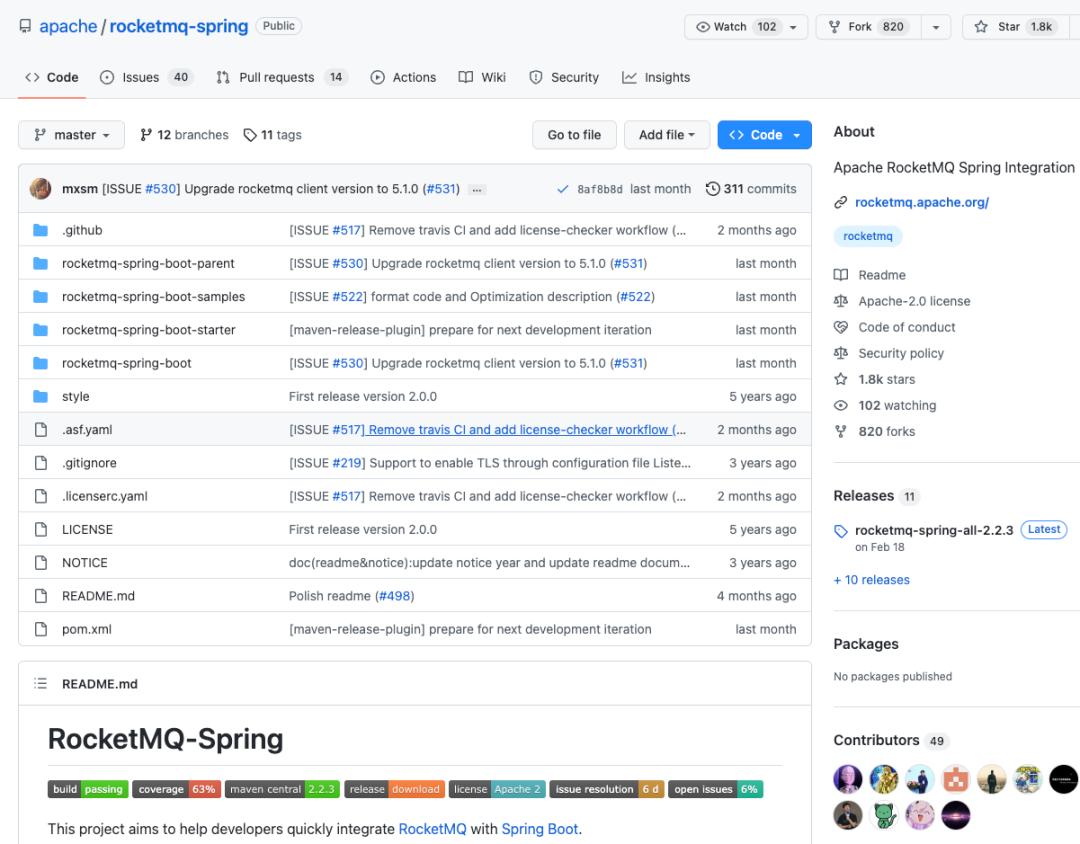 apache / rocketmq-spring Public Watch 102 Fork 820 Star 1.8k
Code Issues 40 Pull requests 14 Actions Wiki Security Insights
master 12 branches 11 tags Go to file Add file Code
mxsm [ISSUE #530] Upgrade rocketmq client version to 5.1.0 (#531) ... 8af8b8d last month 311 commits
.github [ISSUE #517] Remove travis CI and add license-checker workflow (... 2 months ago
rocketmq-spring-boot-parent [ISSUE #530] Upgrade rocketmq client version to 5.1.0 (#531) last month
rocketmq-spring-boot-samples [ISSUE #522] format code and Optimization description (#522) last month
rocketmq-spring-boot-starter [maven-release-plugin] prepare for next development iteration last month
rocketmq-spring-boot [ISSUE #530] Upgrade rocketmq client version to 5.1.0 (#531) last month
style First release version 2.0.0 5 years ago
.asf.yaml [ISSUE #517] Remove travis CI and add license-checker workflow (... 2 months ago
.gitignore [ISSUE #219] Support to enable TLS through configuration file Liste... 3 years ago
.licenserc.yaml [ISSUE #517] Remove travis CI and add license-checker workflow (... 2 months ago
LICENSE First release version 2.0.0 5 years ago
NOTICE doc(readme&notice):update notice year and update readme docum... 3 years ago
README.md Polish readme (#498) 4 months ago
pom.xml [maven-release-plugin] prepare for next development iteration last month
README.md
RocketMQ-Spring
build passing coverage 63% maven central 2.2.3 release download license Apache 2 issue resolution 6 d open issues 6%
This project aims to help developers quickly integrate RocketMQ with Spring Boot.
About
Apache RocketMQ Spring Integration
rocketmq.apache.org/
rocketmq
Readme
Apache-2.0 license
Code of conduct
Security policy
1.8k stars
102 watching
820 forks
Releases 11
rocketmq-spring-all-2.2.3 Latest
on Feb 18
+ 10 releases
Packages
No packages published
Contributors 49